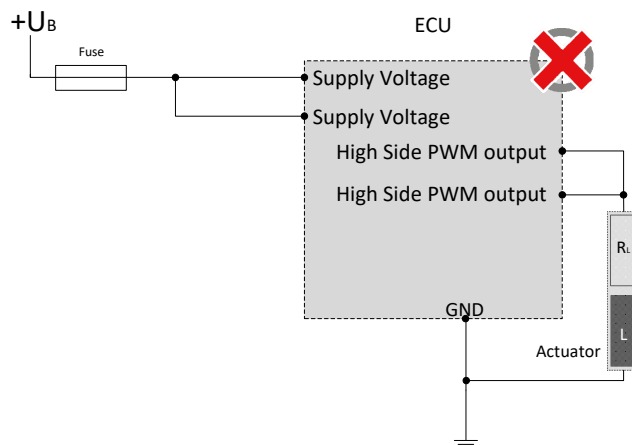 ECU
+UB
Fuse
Supply Voltage
Supply Voltage
High Side PWM output
High Side PWM output
RL
GND
L
Actuator